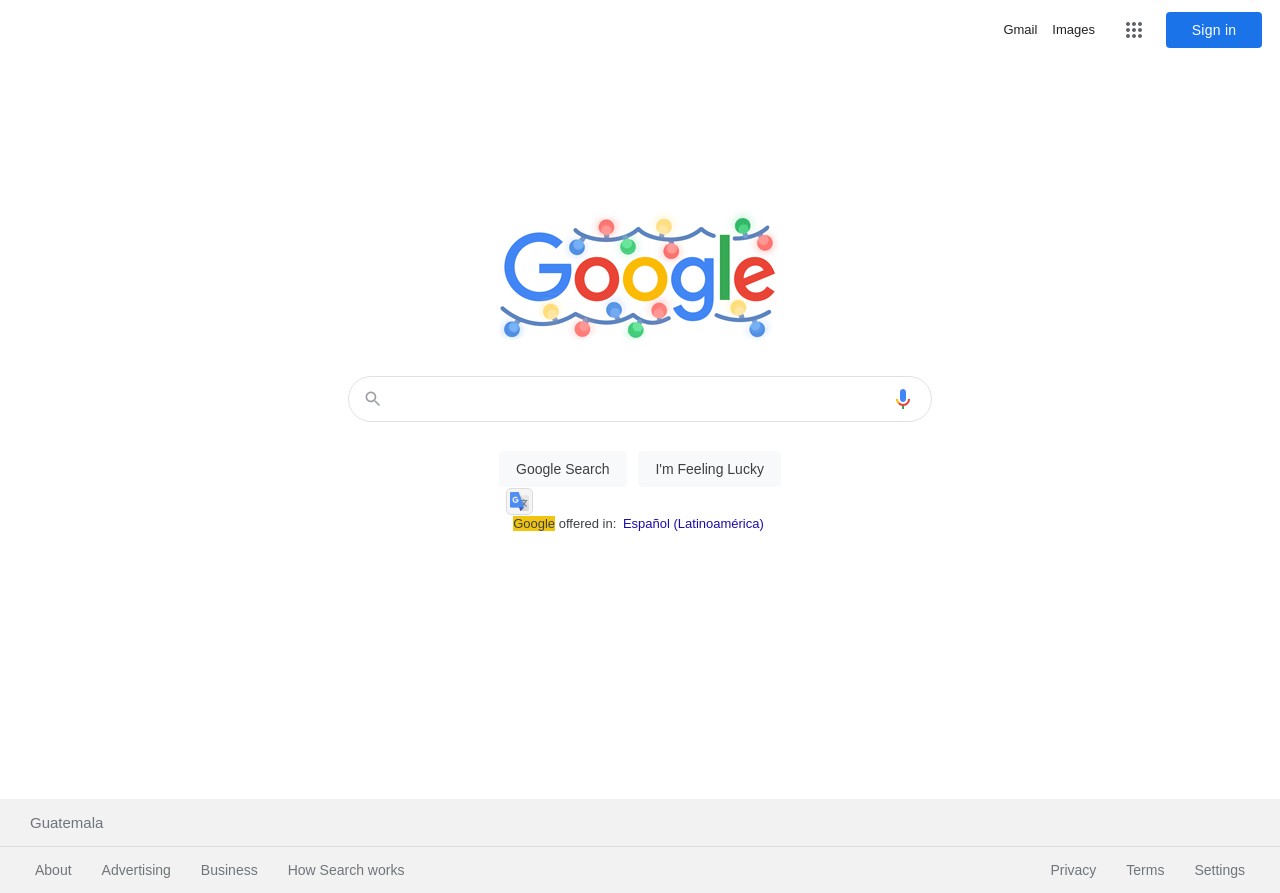 Gmail Images Sign in
Google
Google Search I'm Feeling Lucky
Google offered in: Español (Latinoamérica)
Guatemala
About Advertising Business How Search works Privacy Terms Settings